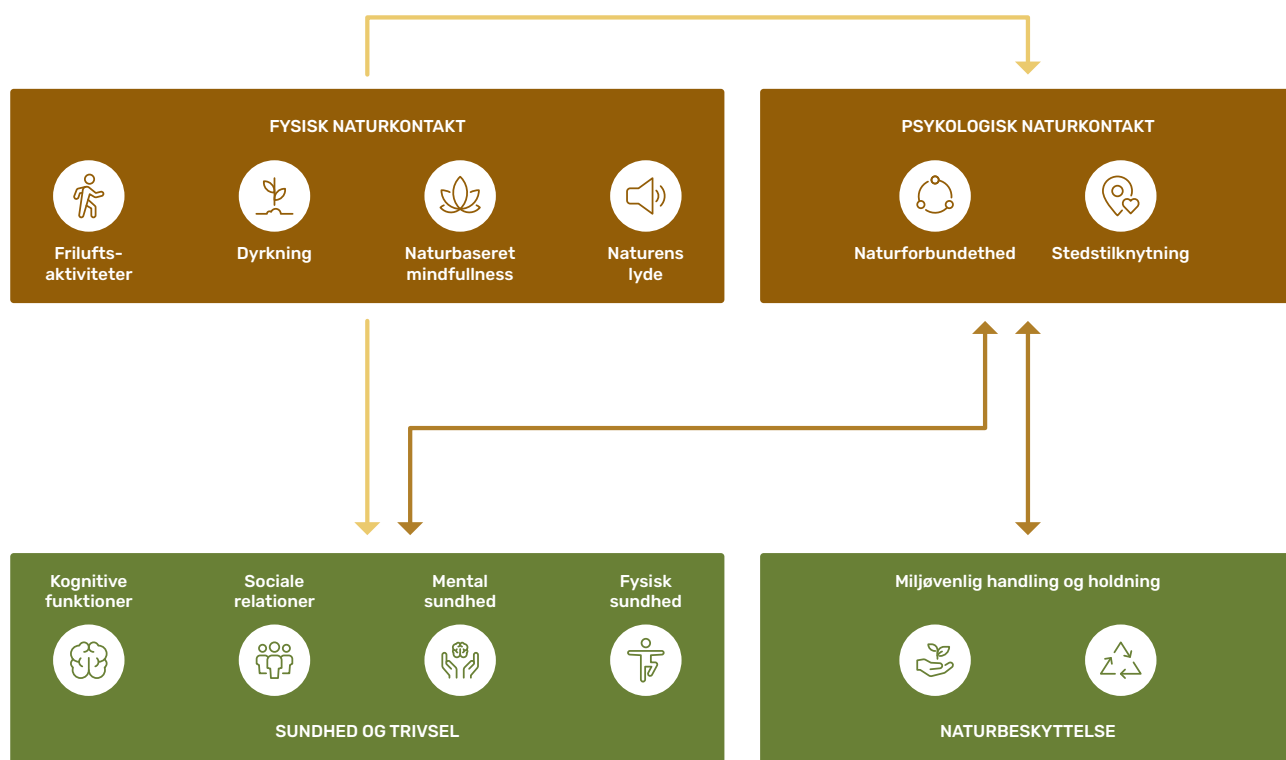 FYSISK NATURKONTAKT
Frilufts-
aktiviteter
Dyrkning
Naturbaseret
mindfullness
Naturens
lyde
PSYKOLOGISK NATURKONTAKT
Naturforbundethed
Stedstilknytning
Kognitive
funktioner
Sociale
relationer
Mental
sundhed
Fysisk
sundhed
SUNDHED OG TRIVSEL
Miljøvenlig handling og holdning
NATURBESKYTTELSE